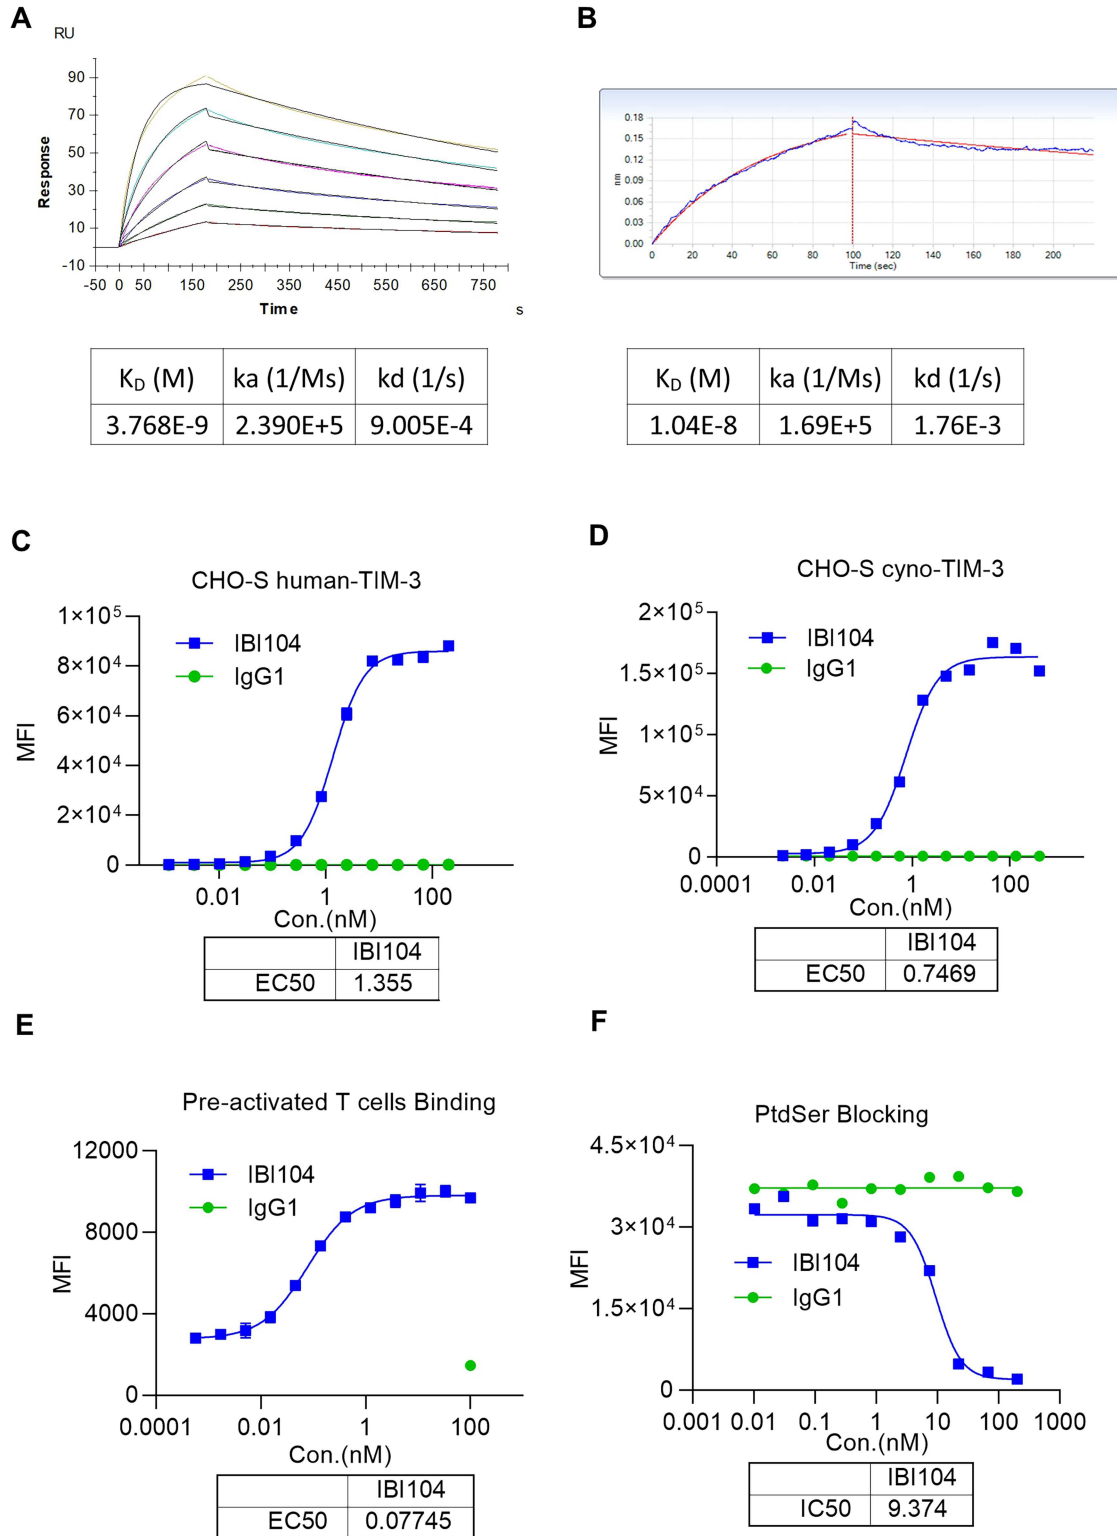 A
RU
90
70
50
30
10
-10
Response
-50 0 50 150 250 350 450 550 650 750
Time
s
K_D (M) ka (1/Ms) kd (1/s)
3.768E-9 2.390E+5 9.005E-4
B
0.18
0.15
0.12
0.09
0.06
0.03
0.00
nm
0 20 40 60 80 100 120 140 160 180 200
Time (sec)
K_D (M) ka (1/Ms) kd (1/s)
1.04E-8 1.69E+5 1.76E-3
C
CHO-S human-TIM-3
1×10⁵
8×10⁴
6×10⁴
4×10⁴
2×10⁴
0
MFI
IBI104
IgG1
0.01 1 100
Con.(nM)
IBI104
EC50 1.355
D
CHO-S cyno-TIM-3
2×10⁵
1.5×10⁵
1×10⁵
5×10⁴
0
MFI
IBI104
IgG1
0.0001 0.01 1 100
Con.(nM)
IBI104
EC50 0.7469
E
Pre-activated T cells Binding
12000
8000
4000
0
MFI
IBI104
IgG1
0.0001 0.01 1 100
Con.(nM)
IBI104
EC50 0.07745
F
PtdSer Blocking
4.5×10⁴
3×10⁴
1.5×10⁴
0
MFI
IBI104
IgG1
0.001 0.01 0.1 1 10 100 1000
Con.(nM)
IBI104
IC50 9.374